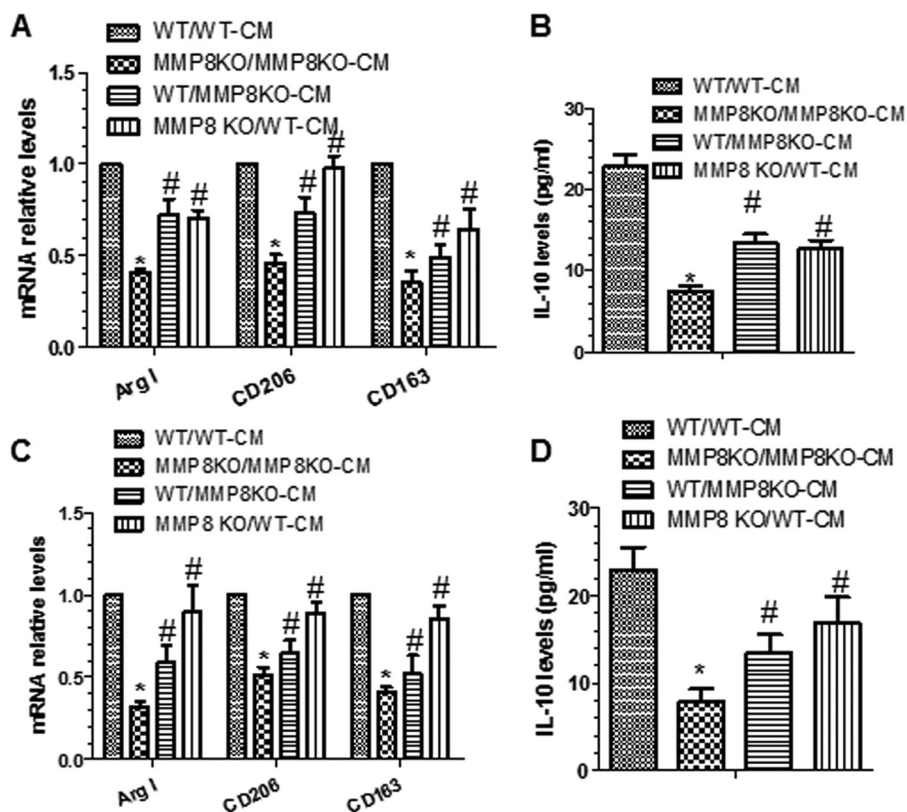 A
WT/WT-CM
MMP8KO/MMP8KO-CM
WT/MMP8KO-CM
MMP8 KO/WT-CM
mRNA relative levels
1.5
1.0
0.5
0.0
* # #
* # #
* # #
Arg I CD206 CD163
B
WT/WT-CM
MMP8KO/MMP8KO-CM
WT/MMP8KO-CM
MMP8 KO/WT-CM
IL-10 levels (pg/ml)
30
20
10
0
* # #
C
WT/WT-CM
MMP8KO/MMP8KO-CM
WT/MMP8KO-CM
MMP8 KO/WT-CM
mRNA relative levels
1.5
1.0
0.5
0.0
* # #
* # #
* # #
Arg I CD206 CD163
D
WT/WT-CM
MMP8KO/MMP8KO-CM
WT/MMP8KO-CM
MMP8 KO/WT-CM
IL-10 levels (pg/ml)
30
20
10
0
* # #